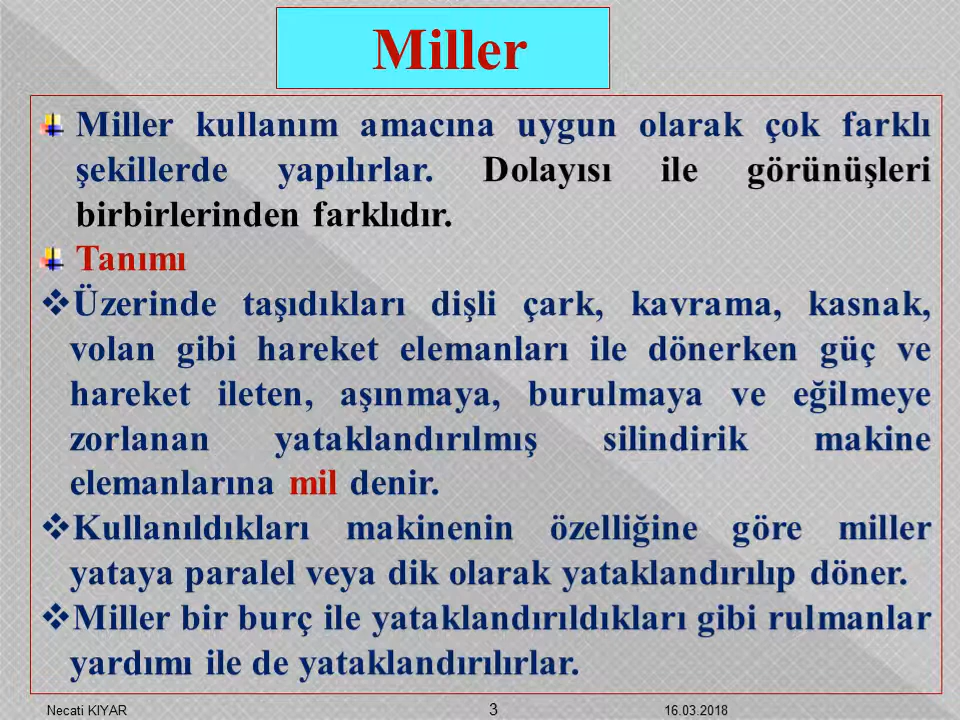 Miller
Miller kullanım amacına uygun olarak çok farklı
şekillerde yapılırlar. Dolayısı ile görünüşleri
birbirlerinden farklıdır.
Tanımı
Üzerinde taşıdıkları dişli çark, kavrama, kasnak,
volan gibi hareket elemanları ile dönerken güç ve
hareket ileten, aşınmaya, burulmaya ve eğilmeye
zorlanan yataklandırılmış silindirik makine
elemanlarına mil denir.
Kullanıldıkları makinenin özelliğine göre miller
yataya paralel veya dik olarak yataklandırılıp döner.
Miller bir burç ile yataklandırıldıkları gibi rulmanlar
yardımı ile de yataklandırılırlar.
Necati KIYAR 3 16.03.2018